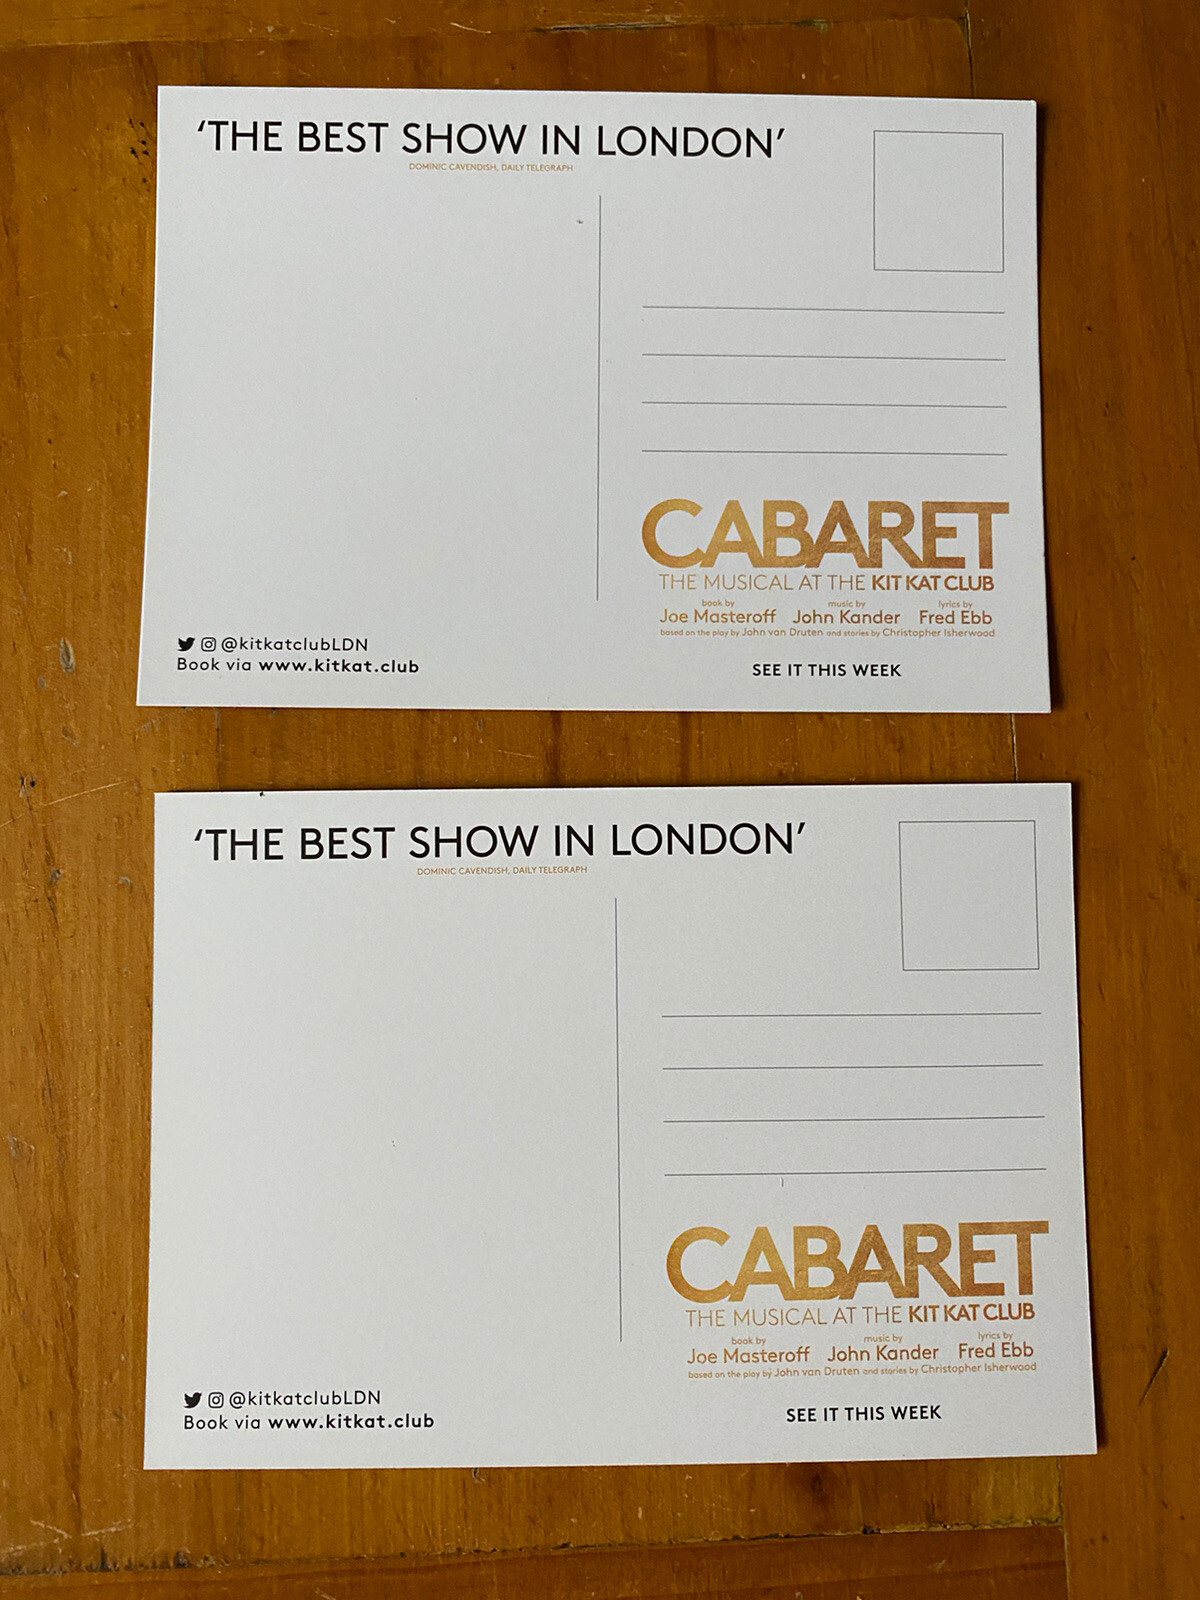 ‘THE BEST SHOW IN LONDON’
DOMINIC CAVENDISH, DAILY TELEGRAPH
CABARET
THE MUSICAL AT THE KIT KAT CLUB
book by music by lyrics by
Joe Masteroff John Kander Fred Ebb
based on the play by John van Druten and stories by Christopher Isherwood
@kitkatclubLDN
Book via www.kitkat.club
SEE IT THIS WEEK
‘THE BEST SHOW IN LONDON’
DOMINIC CAVENDISH, DAILY TELEGRAPH
CABARET
THE MUSICAL AT THE KIT KAT CLUB
book by music by lyrics by
Joe Masteroff John Kander Fred Ebb
based on the play by John van Druten and stories by Christopher Isherwood
@kitkatclubLDN
Book via www.kitkat.club
SEE IT THIS WEEK